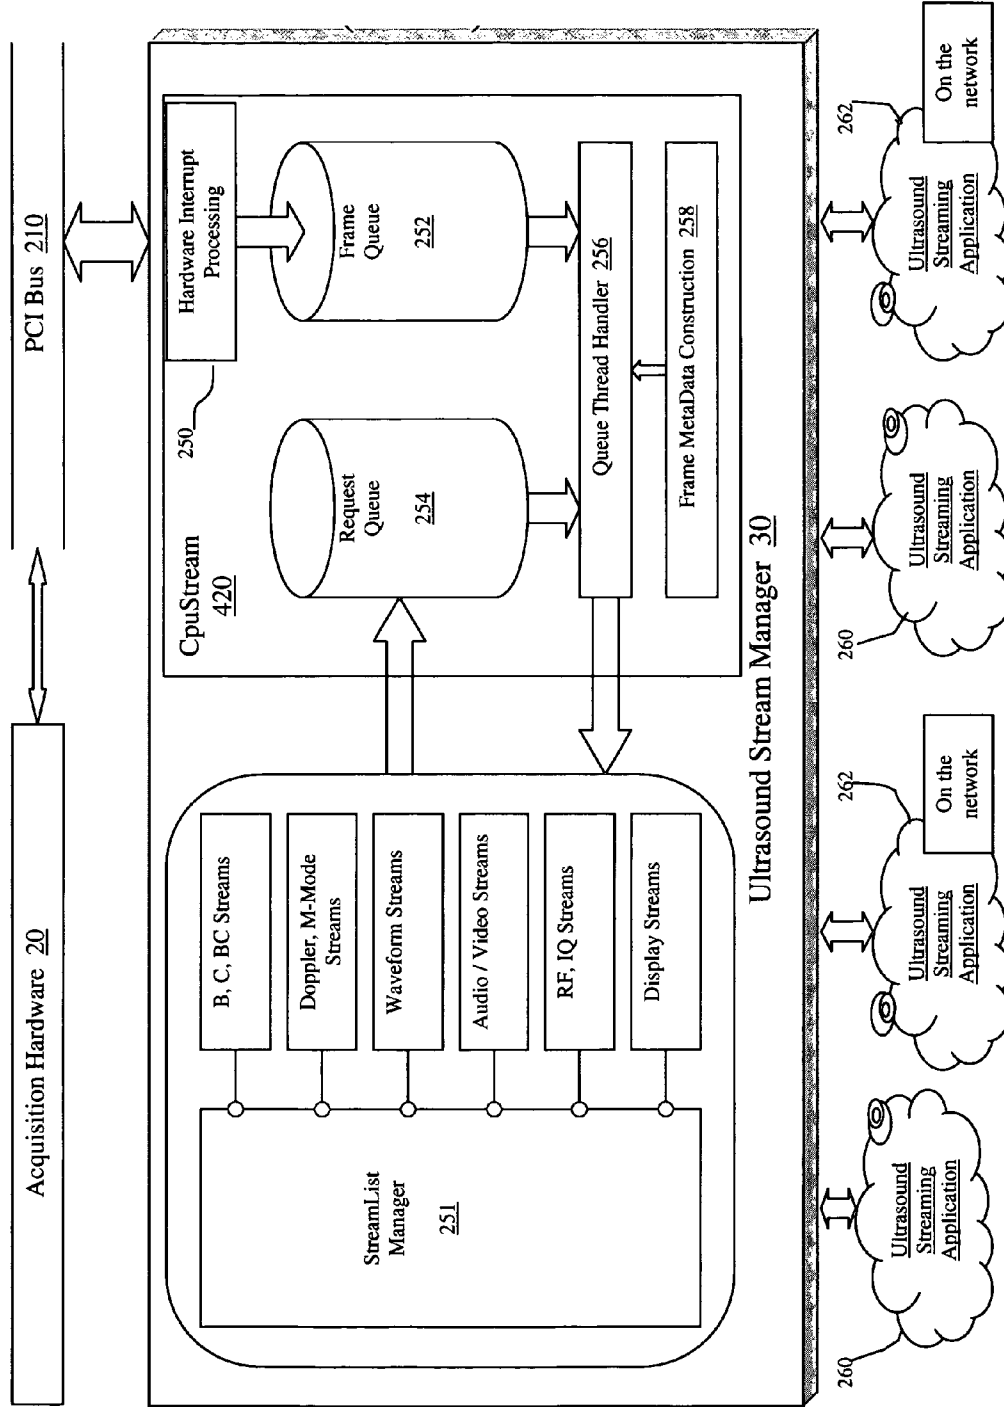 Acquisition Hardware 20
PCI Bus 210
StreamList
Manager
251
B, C, BC Streams
Doppler, M-Mode
Streams
Waveform Streams
Audio / Video Streams
RF, IQ Streams
Display Streams
CpuStream
420
250
Hardware Interrupt
Processing
Request
Queue
254
Frame
Queue
252
Queue Thread Handler 256
Frame MetaData Construction 258
Ultrasound Stream Manager 30
260
Ultrasound
Streaming
Application
262
Ultrasound
Streaming
Application
On the
network
260
Ultrasound
Streaming
Application
262
Ultrasound
Streaming
Application
On the
network